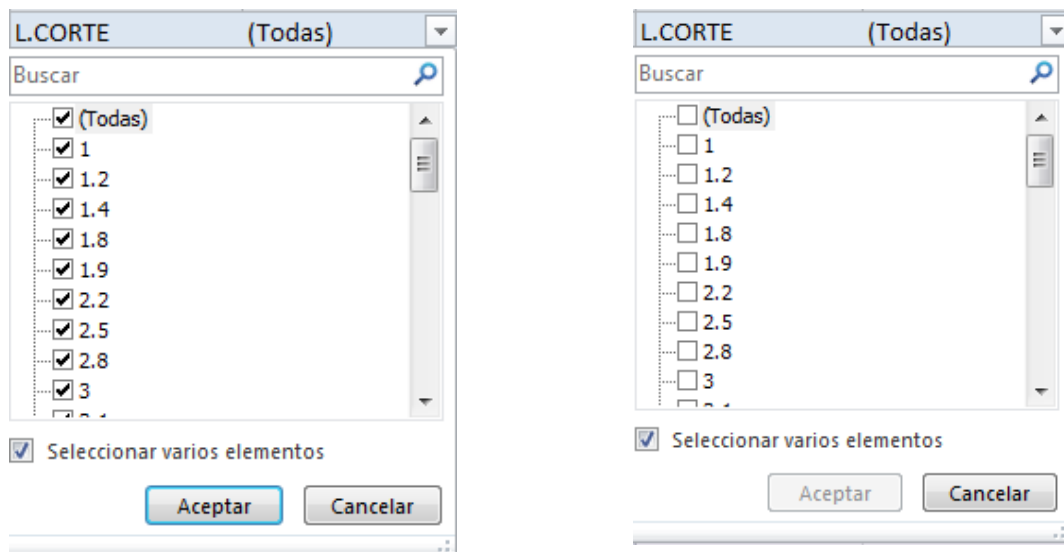 L.CORTE (Todas)
Buscar
(Todas)
1
1.2
1.4
1.8
1.9
2.2
2.5
2.8
3
Seleccionar varios elementos
Aceptar Cancelar
L.CORTE (Todas)
Buscar
(Todas)
1
1.2
1.4
1.8
1.9
2.2
2.5
2.8
3
Seleccionar varios elementos
Aceptar Cancelar